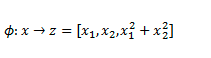 ϕ: x → z = [x₁, x₂, x₁² + x₂²]